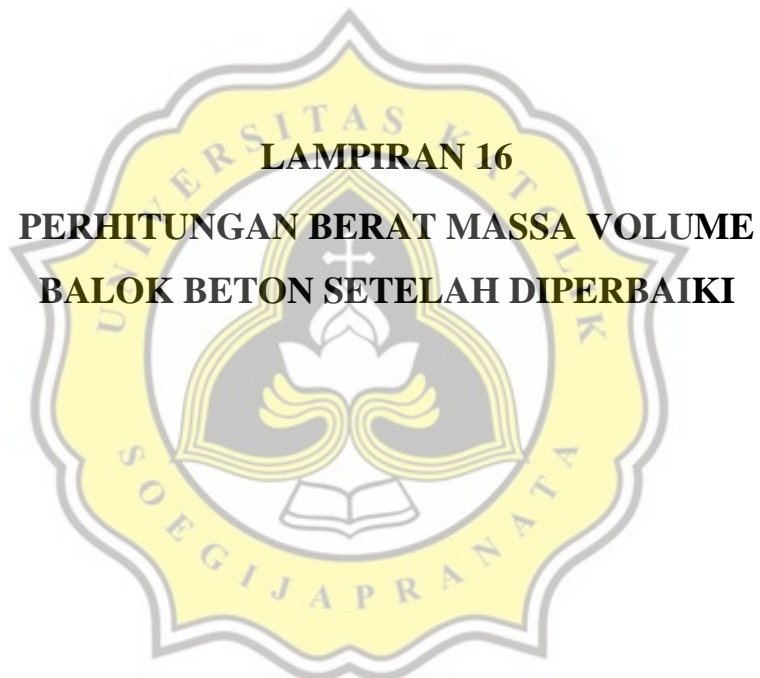 LAMPIRAN 16
PERHITUNGAN BERAT MASSA VOLUME
BALOK BETON SETELAH DIPERBAIKI
UNIVERSITAS KATOLIK
SOEGIJAPRANATA